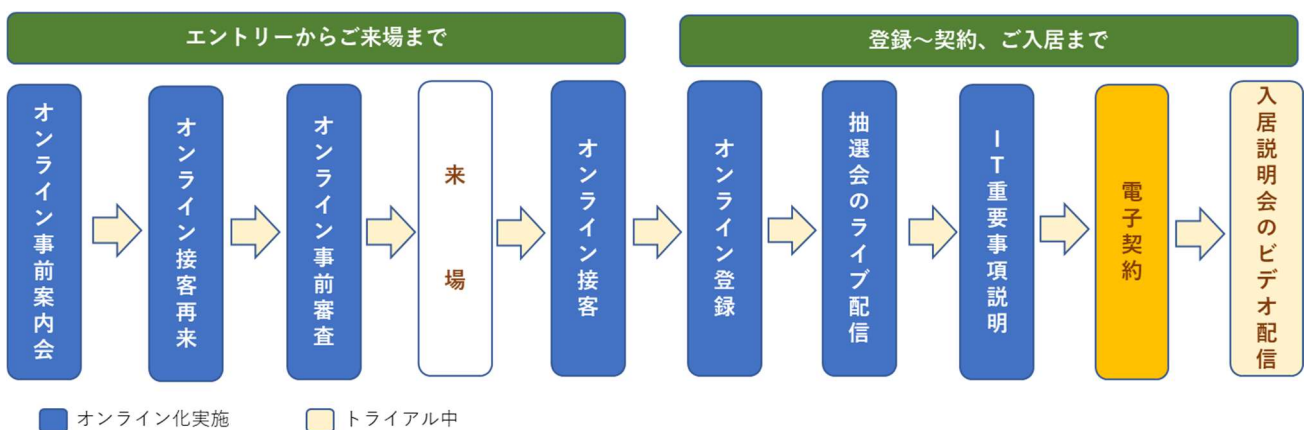 エントリーからご来場まで
登録～契約、ご入居まで
オンライン事前案内会
オンライン接客再来
オンライン事前審査
来場
オンライン接客
オンライン登録
抽選会のライブ配信
IT重要事項説明
電子契約
入居説明会のビデオ配信
オンライン化実施
トライアル中